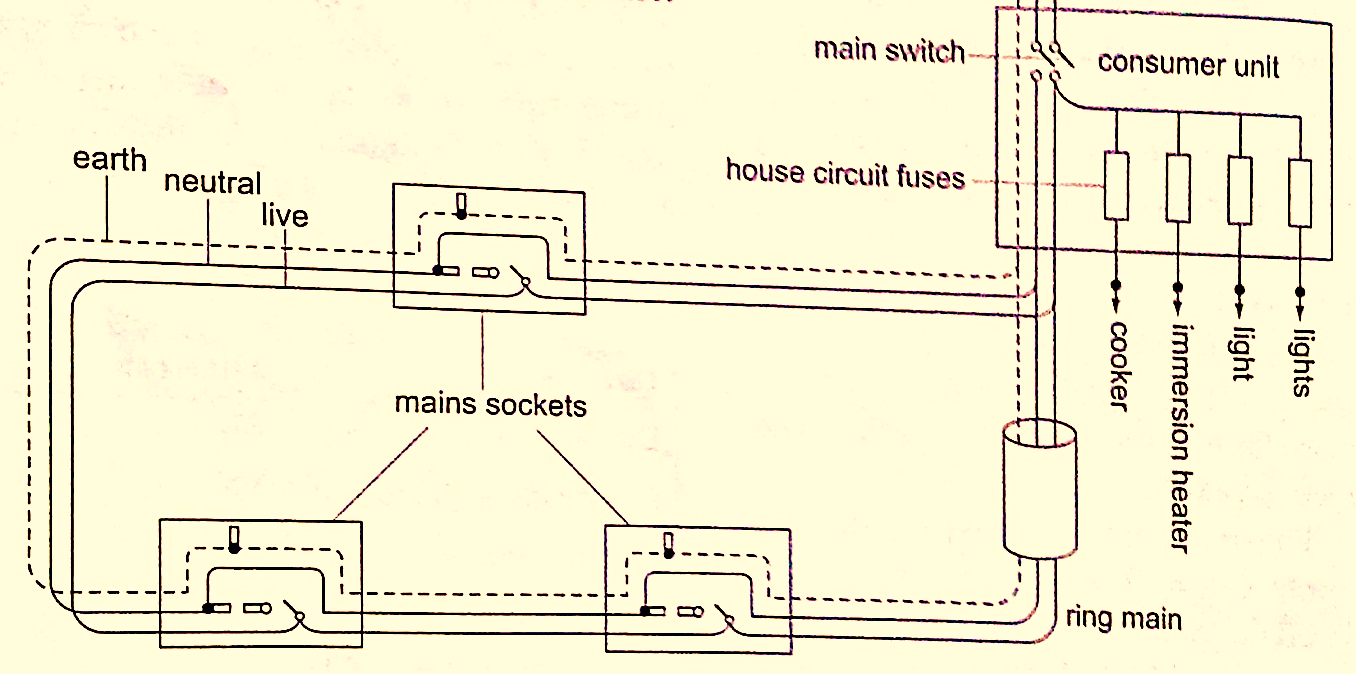 main switch
consumer unit
house circuit fuses
earth
neutral
live
cooker
immersion heater
light
lights
mains sockets
ring main